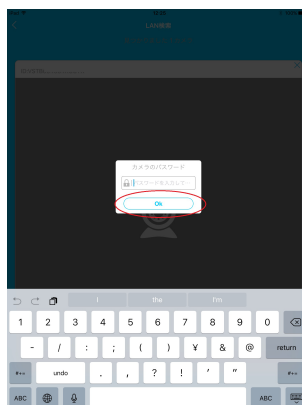 LAN検索
カメラのパスワード
パスワードを入力して…
Ok
I
the
I'm
1 2 3 4 5 6 7 8 9 0
- / : ; ( ) ¥ & @ return
#+= undo . , ? ! ' " #+=
ABC ABC